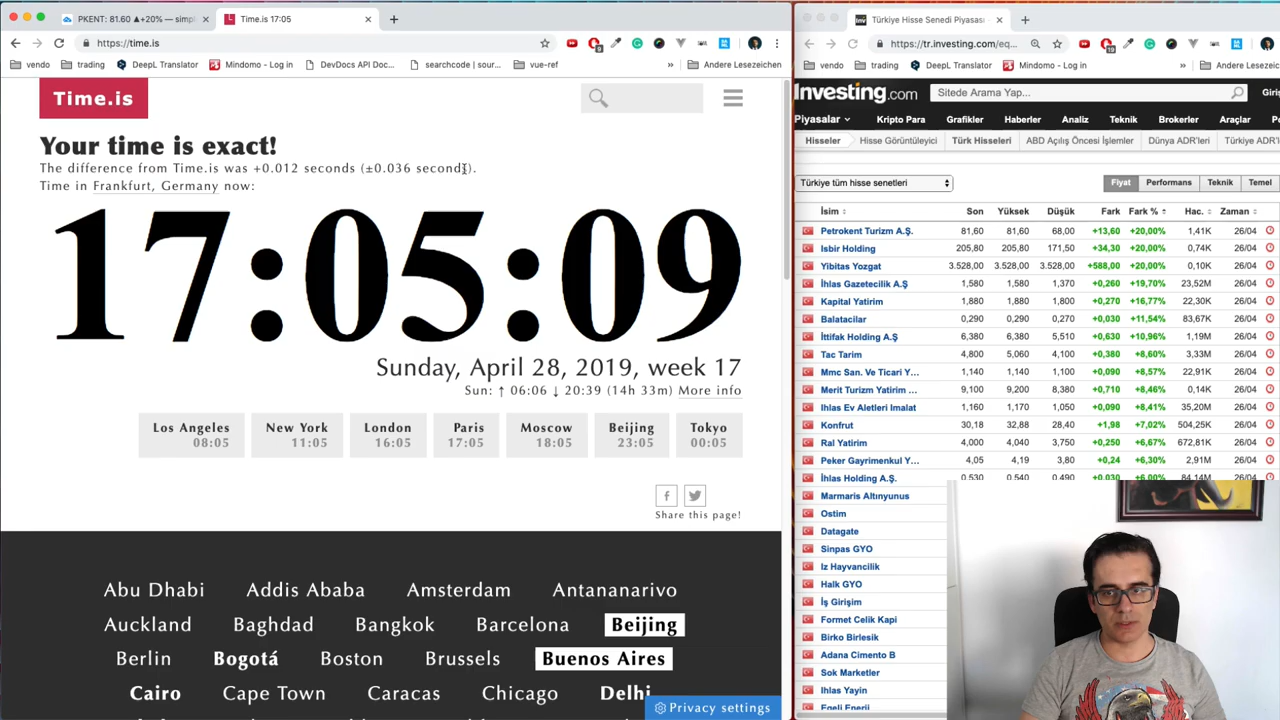 PKENT: 81.60 ▲+20% — simpl
Time.is 17:05
https://time.is
vendo
trading
DeepL Translator
Mindomo - Log in
DevDocs API Doc...
searchcode | sour...
vue-ref
»
Andere Lesezeichen
Time.is
Your time is exact!
The difference from Time.is was +0.012 seconds (±0.036 seconds).
Time in Frankfurt, Germany now:
17:05:09
Sunday, April 28, 2019, week 17
Sun: ↑ 06:06 ↓ 20:39 (14h 33m) More info
Los Angeles New York London Paris Moscow Beijing Tokyo
08:05 11:05 16:05 17:05 18:05 23:05 00:05
Share this page!
Abu Dhabi Addis Ababa Amsterdam Antananarivo
Auckland Baghdad Bangkok Barcelona Beijing
Berlin Bogotá Boston Brussels Buenos Aires
Cairo Cape Town Caracas Chicago Delhi
Privacy settings
Türkiye Hisse Senedi Piyasası -
https://tr.investing.com/eq...
vendo
trading
DeepL Translator
Mindomo - Log in
»
Andere Lesezeichen
Investing.com
Sitede Arama Yap...
Giriş
Piyasalar Kripto Para Grafikler Haberler Analiz Teknik Brokerler Araçlar
Hisseler Hisse Görüntüleyici Türk Hisseleri ABD Açılış Öncesi İşlemler Dünya ADR'leri Türkiye ADR'
Türkiye tüm hisse senetleri
Fiyat Performans Teknik Temel
İsim Son Yüksek Düşük Fark Fark % Hac. Zaman
Petrokent Turizm A.Ş. 81,60 81,60 68,00 +13,60 +20,00% 1,41K 26/04
Isbir Holding 205,80 205,80 171,50 +34,30 +20,00% 0,74K 26/04
Yibitas Yozgat 3.528,00 3.528,00 3.528,00 +588,00 +20,00% 0,10K 26/04
İhlas Gazetecilik A.Ş 1,580 1,580 1,370 +0,260 +19,70% 23,52M 26/04
Kapital Yatirim 1,880 1,880 1,800 +0,270 +16,77% 22,30K 26/04
Balatacilar 0,290 0,290 0,270 +0,030 +11,54% 83,67K 26/04
İttifak Holding A.Ş 6,380 6,380 5,510 +0,630 +10,96% 1,19M 26/04
Tac Tarim 4,800 5,060 4,100 +0,380 +8,60% 3,33M 26/04
Mmc San. Ve Ticari Y... 1,140 1,140 1,100 +0,090 +8,57% 22,91K 26/04
Merit Turizm Yatirim ... 9,100 9,200 8,380 +0,710 +8,46% 0,14K 26/04
Ihlas Ev Aletleri Imalat 1,160 1,170 1,050 +0,090 +8,41% 35,20M 26/04
Konfrut 30,18 32,88 28,40 +1,98 +7,02% 504,25K 26/04
Ral Yatirim 4,000 4,040 3,750 +0,250 +6,67% 672,81K 26/04
Peker Gayrimenkul Y... 4,05 4,19 3,80 +0,24 +6,30% 2,91M 26/04
İhlas Holding A.Ş. 0,530 0,540 0,490 +0,030 +6,00% 84,14M 26/04
Marmaris Altınyunus
Ostim
Datagate
Sinpas GYO
Iz Hayvancilik
Halk GYO
İş Girişim
Formet Celik Kapi
Birko Birlesik
Adana Cimento B
Sok Marketler
Ihlas Yayin
Egeli Enerji